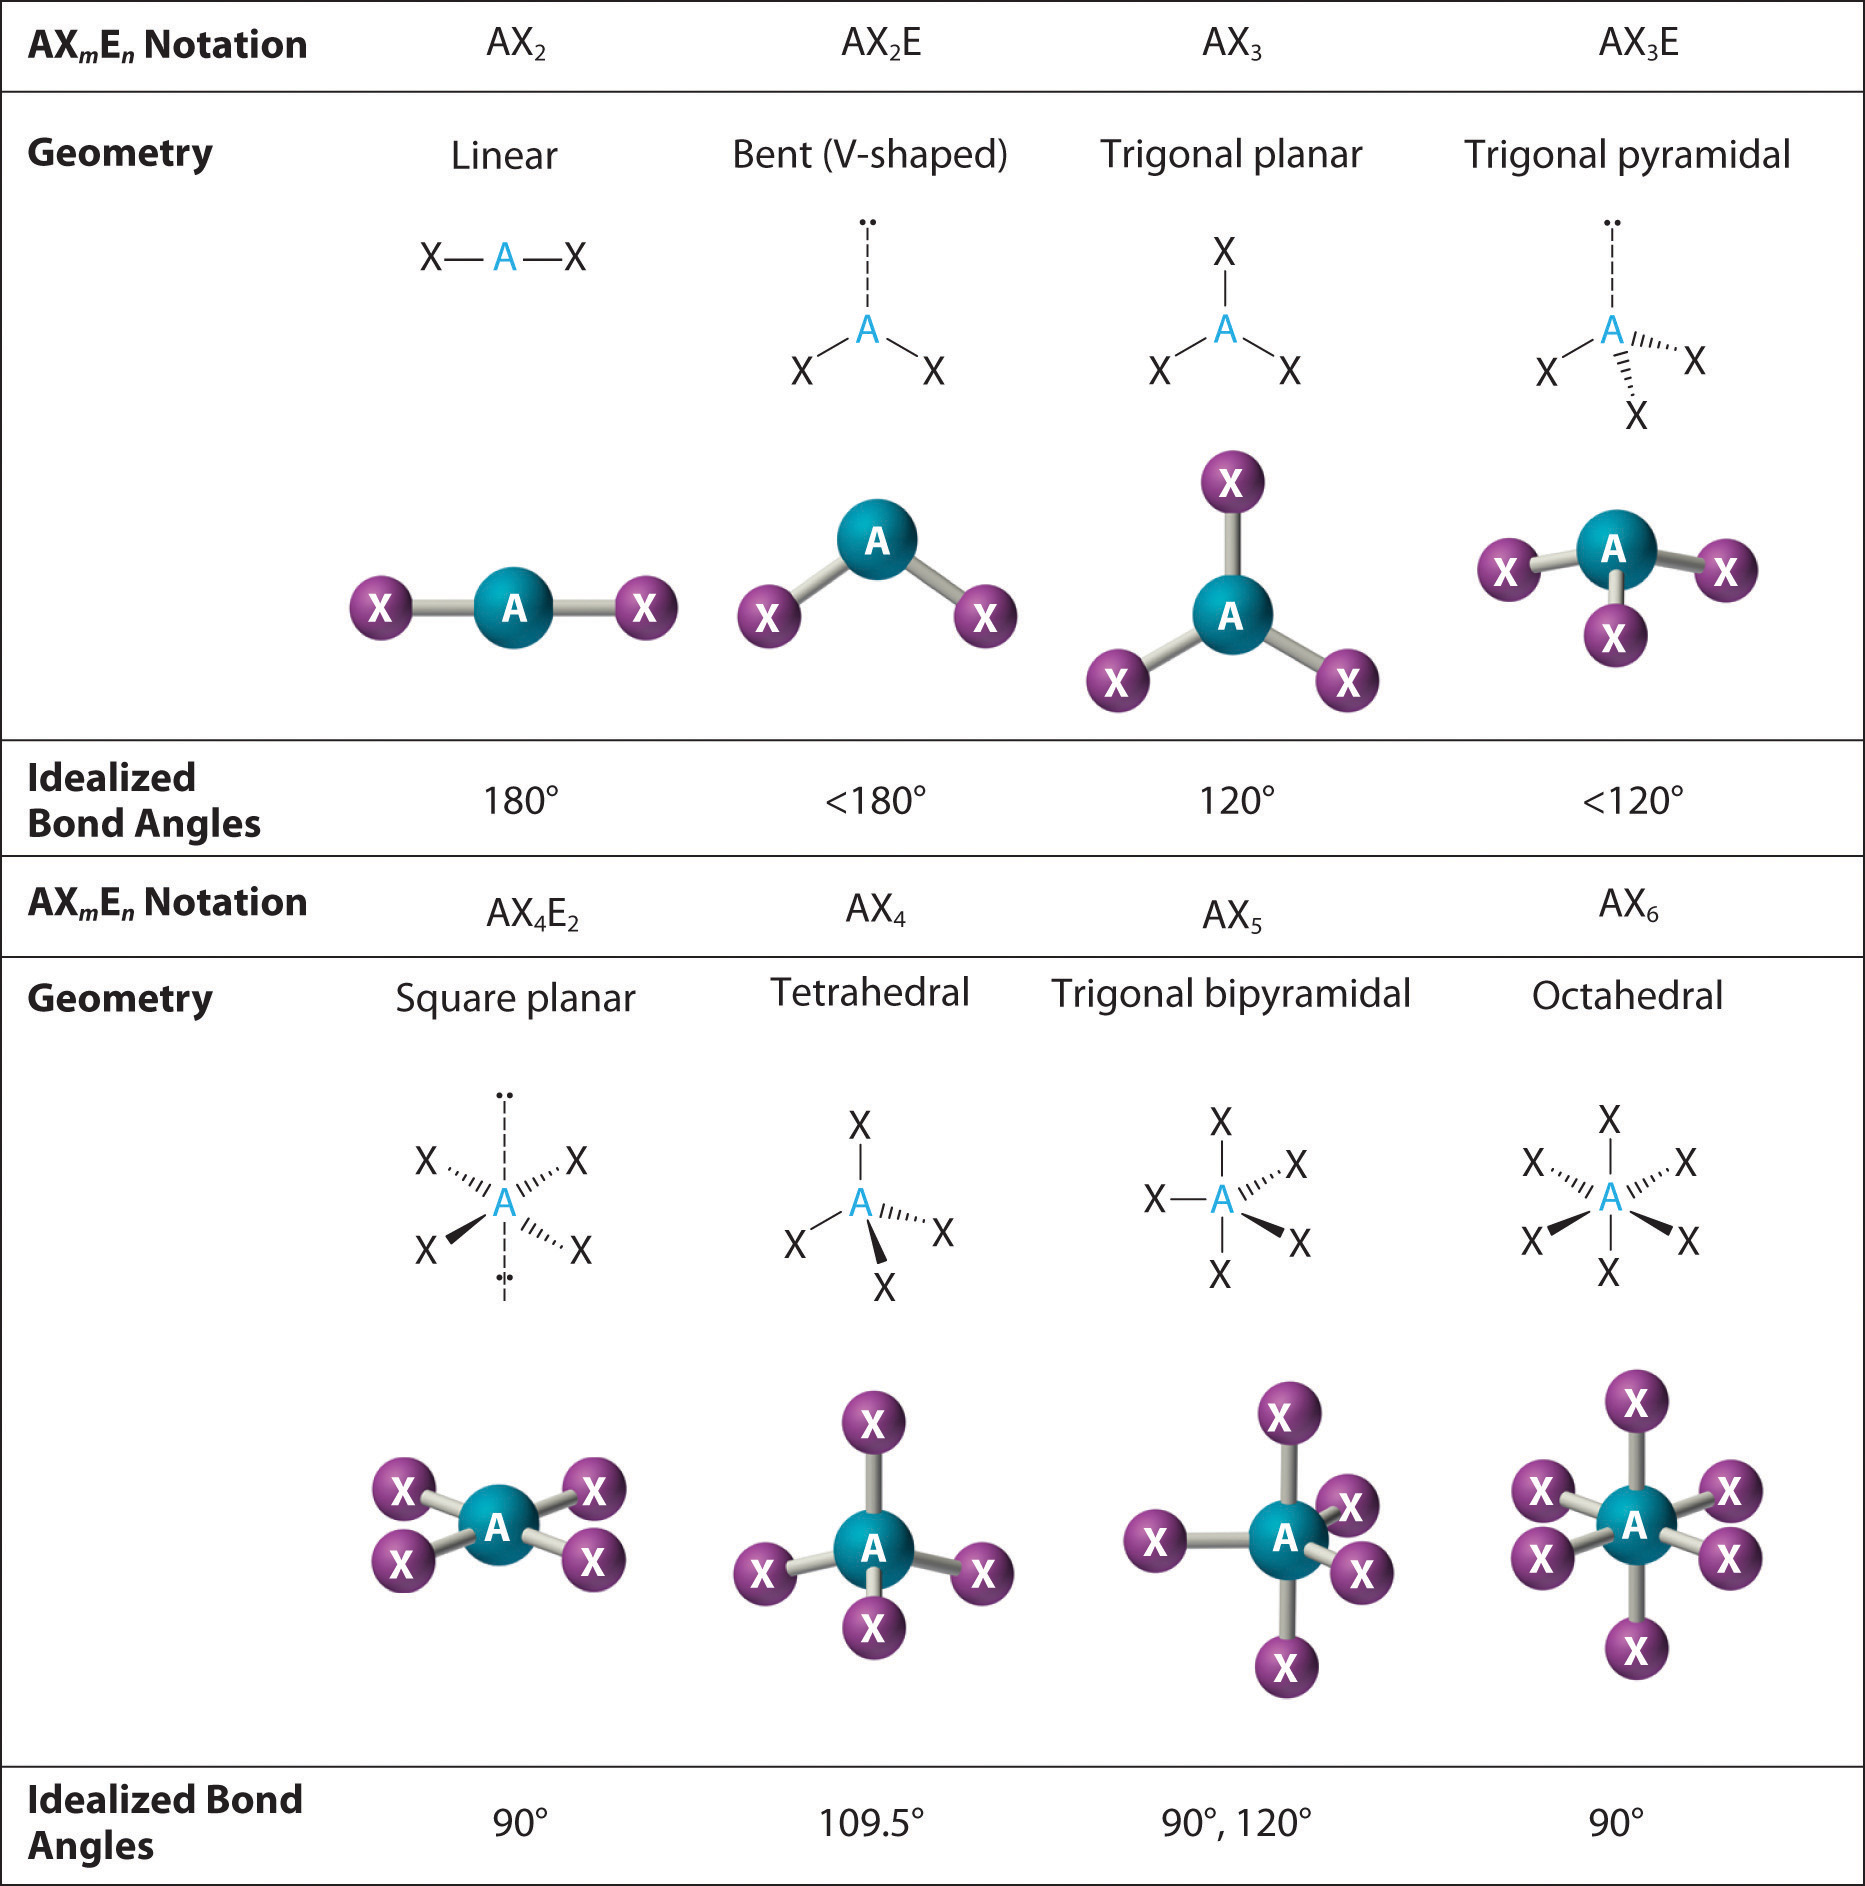 AXₘEₙ Notation AX₂ AX₂E AX₃ AX₃E
Geometry Linear Bent (V-shaped) Trigonal planar Trigonal pyramidal
X A X
A
X X
X
A
X X
A
X X
X
X A X
A
X X
X
A
X X
A
X X
X
Idealized
Bond Angles 180° <180° 120° <120°
AXₘEₙ Notation AX₄E₂ AX₄ AX₅ AX₆
Geometry Square planar Tetrahedral Trigonal bipyramidal Octahedral
X X
A
X X
X
A
X X
X
X
X
X A
X
X
X
X X
A
X X
X
X X
A
X X
X
A
X X
X
X
X
X A
X
X
X
X X
A
X X
X
Idealized Bond
Angles 90° 109.5° 90°, 120° 90°